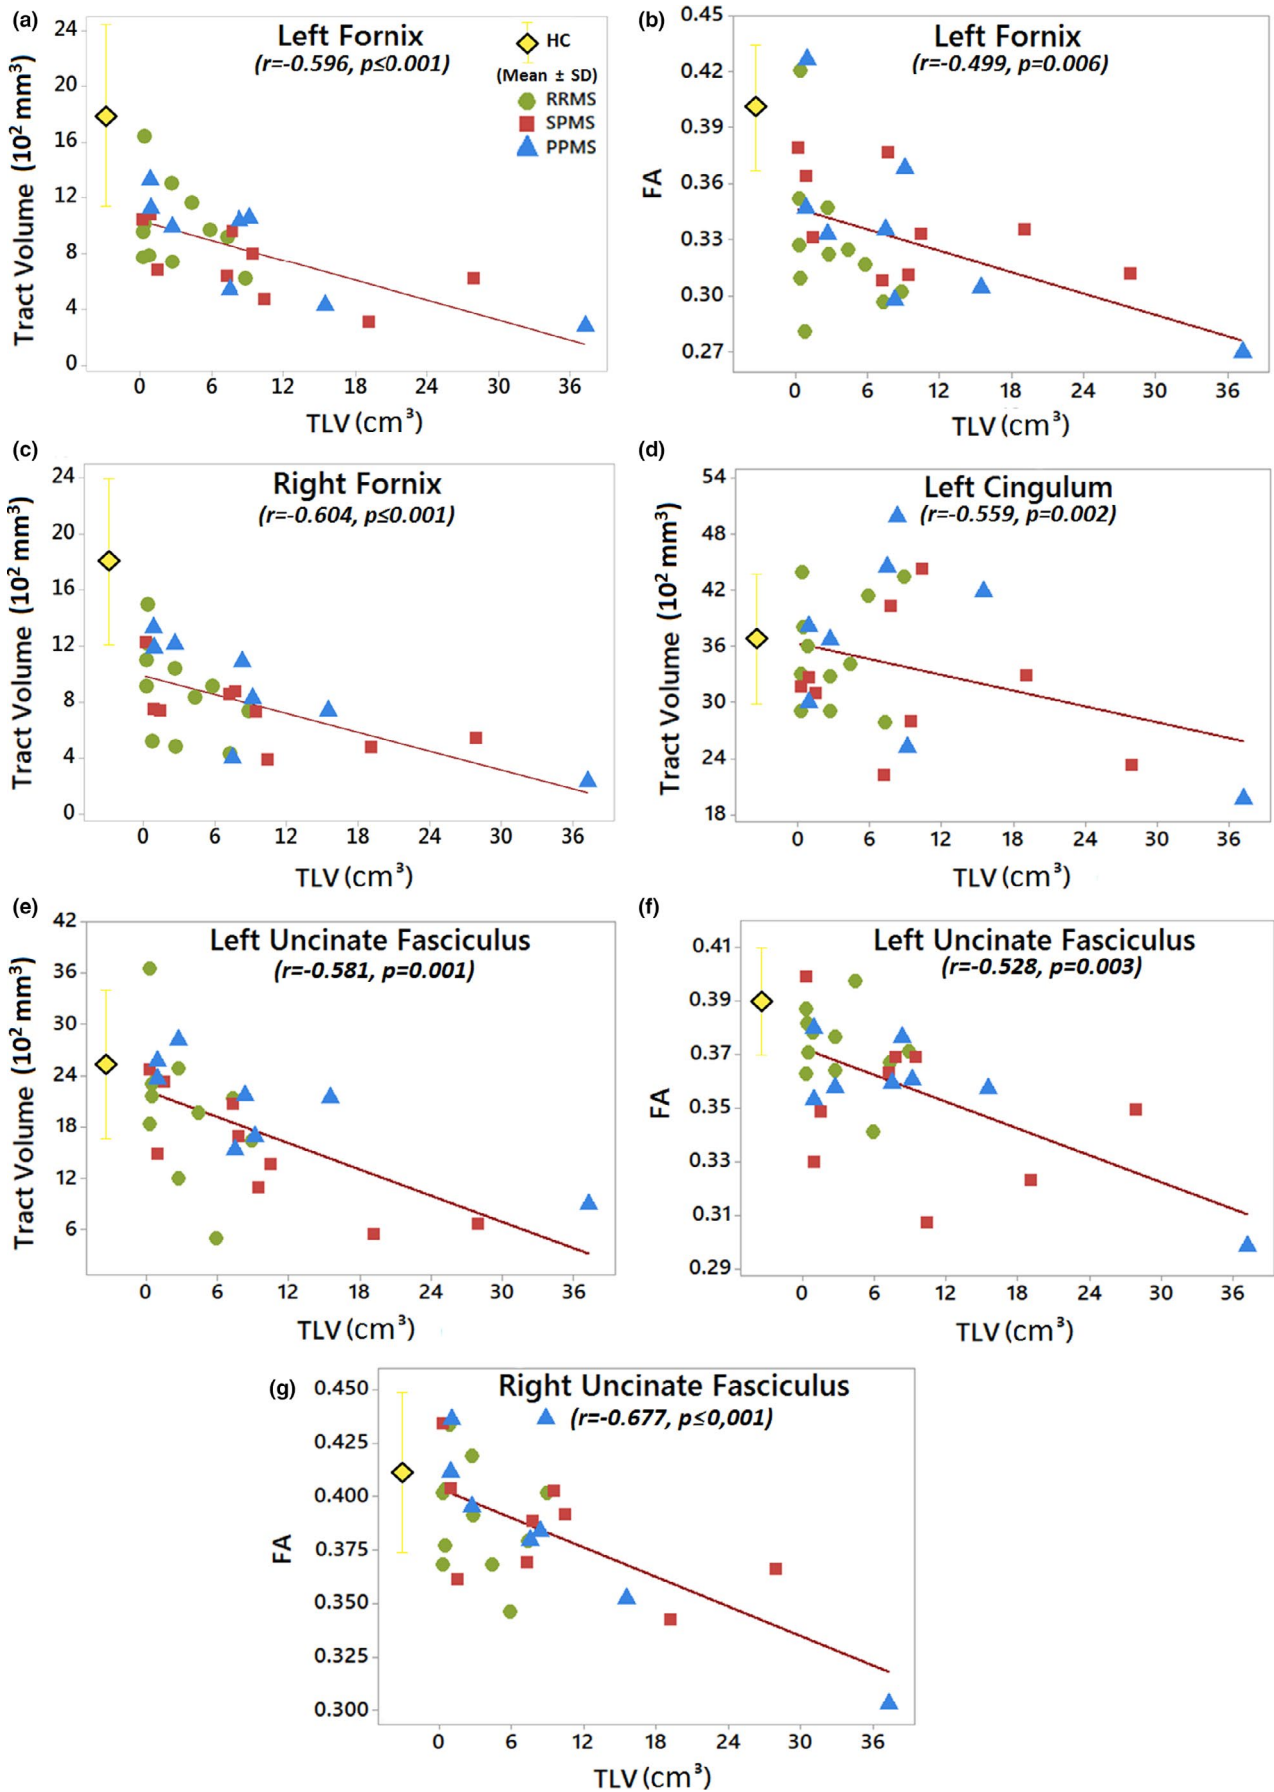 (a)
Left Fornix
(r=-0.596, p≤0.001)
HC
(Mean ± SD)
RRMS
SPMS
PPMS
24
20
16
12
8
4
0
Tract Volume (10² mm³)
0 6 12 18 24 30 36
TLV (cm³)
(b)
Left Fornix
(r=-0.499, p=0.006)
0.45
0.42
0.39
0.36
0.33
0.30
0.27
FA
0 6 12 18 24 30 36
TLV (cm³)
(c)
Right Fornix
(r=-0.604, p≤0.001)
24
20
16
12
8
4
0
Tract Volume (10² mm³)
0 6 12 18 24 30 36
TLV (cm³)
(d)
Left Cingulum
(r=-0.559, p=0.002)
54
48
42
36
30
24
18
Tract Volume (10² mm³)
0 6 12 18 24 30 36
TLV (cm³)
(e)
Left Uncinate Fasciculus
(r=-0.581, p=0.001)
42
36
30
24
18
12
6
Tract Volume (10² mm³)
0 6 12 18 24 30 36
TLV (cm³)
(f)
Left Uncinate Fasciculus
(r=-0.528, p=0.003)
0.41
0.39
0.37
0.35
0.33
0.31
0.29
FA
0 6 12 18 24 30 36
TLV (cm³)
(g)
Right Uncinate Fasciculus
(r=-0.677, p≤0,001)
0.450
0.425
0.400
0.375
0.350
0.325
0.300
FA
0 6 12 18 24 30 36
TLV (cm³)